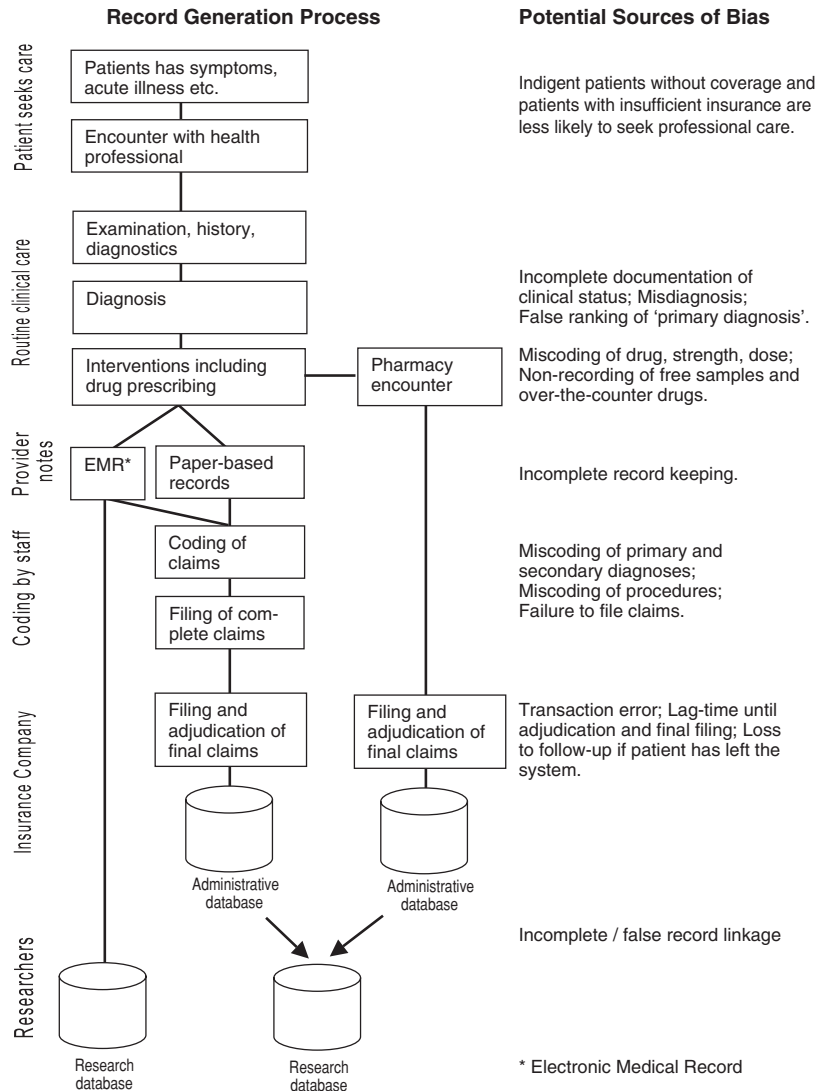 Record Generation Process
Potential Sources of Bias
Patient seeks care
Patients has symptoms,
acute illness etc.
Indigent patients without coverage and
patients with insufficient insurance are
less likely to seek professional care.
Encounter with health
professional
Routine clinical care
Examination, history,
diagnostics
Diagnosis
Incomplete documentation of
clinical status; Misdiagnosis;
False ranking of ‘primary diagnosis’.
Interventions including
drug prescribing
Pharmacy
encounter
Miscoding of drug, strength, dose;
Non-recording of free samples and
over-the-counter drugs.
Provider
notes
EMR*
Paper-based
records
Incomplete record keeping.
Coding by staff
Coding of
claims
Miscoding of primary and
secondary diagnoses;
Miscoding of procedures;
Failure to file claims.
Filing of com-
plete claims
Insurance Company
Filing and
adjudication of
final claims
Filing and
adjudication of
final claims
Transaction error; Lag-time until
adjudication and final filing; Loss
to follow-up if patient has left the
system.
Administrative
database
Administrative
database
Researchers
Incomplete / false record linkage
Research
database
Research
database
* Electronic Medical Record